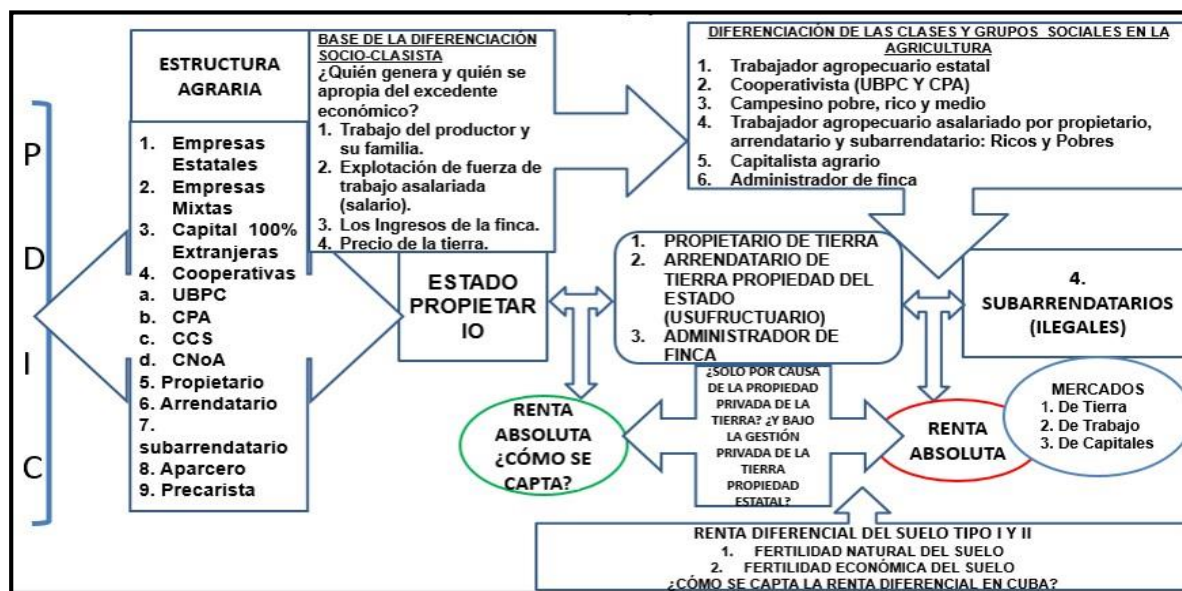 P
D
I
C
ESTRUCTURA
AGRARIA
1. Empresas
Estatales
2. Empresas
Mixtas
3. Capital 100%
Extranjeras
4. Cooperativas
a. UBPC
b. CPA
c. CCS
d. CNoA
5. Propietario
6. Arrendatario
7.
subarrendatario
8. Aparcero
9. Precarista
BASE DE LA DIFERENCIACIÓN
SOCIO-CLASISTA
¿Quién genera y quién se
apropia del excedente
económico?
1. Trabajo del productor y
su familia.
2. Explotación de fuerza de
trabajo asalariada
(salario).
3. Los Ingresos de la finca.
4. Precio de la tierra.
DIFERENCIACIÓN DE LAS CLASES Y GRUPOS SOCIALES EN LA
AGRICULTURA
1. Trabajador agropecuario estatal
2. Cooperativista (UBPC Y CPA)
3. Campesino pobre, rico y medio
4. Trabajador agropecuario asalariado por propietario,
arrendatario y subarrendatario: Ricos y Pobres
5. Capitalista agrario
6. Administrador de finca
ESTADO
PROPIETAR
IO
1. PROPIETARIO DE TIERRA
2. ARRENDATARIO DE
TIERRA PROPIEDAD DEL
ESTADO
(USUFRUCTUARIO)
3. ADMINISTRADOR DE
FINCA
4.
SUBARRENDATARIOS
(ILEGALES)
RENTA
ABSOLUTA
¿CÓMO SE
CAPTA?
¿SOLO POR CAUSA
DE LA PROPIEDAD
PRIVADA DE LA
TIERRA? ¿Y BAJO LA
GESTIÓN
PRIVADA DE LA
TIERRA
PROPIEDAD
ESTATAL?
RENTA
ABSOLUTA
MERCADOS
1. De Tierra
2. De Trabajo
3. De Capitales
RENTA DIFERENCIAL DEL SUELO TIPO I Y II
1. FERTILIDAD NATURAL DEL SUELO
2. FERTILIDAD ECONÓMICA DEL SUELO
¿CÓMO SE CAPTA LA RENTA DIFERENCIAL EN CUBA?